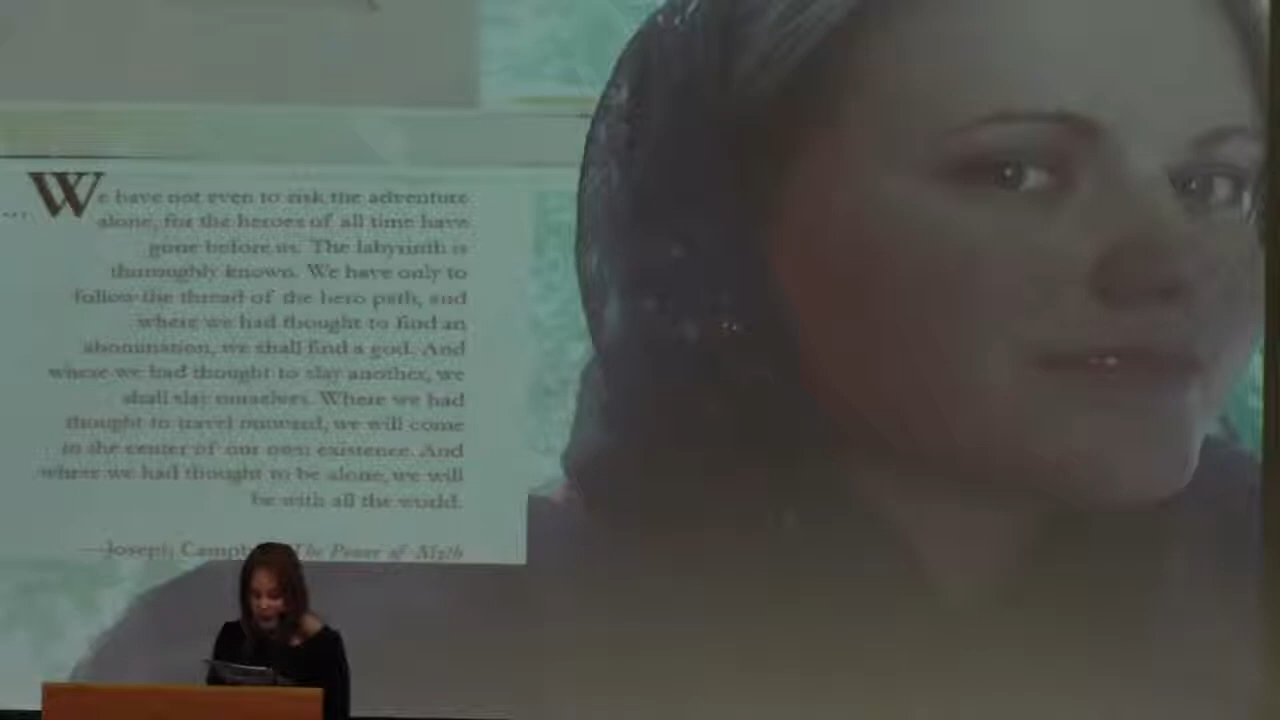 We have not even to risk the adventure
alone, for the heroes of all time have
gone before us. The labyrinth is
thoroughly known. We have only to
follow the thread of the hero path, and
where we had thought to find an
abomination, we shall find a god. And
where we had thought to slay another, we
shall slay ourselves. Where we had
thought to travel outward, we will come
to the center of our own existence. And
where we had thought to be alone, we will
be with all the world.
—Joseph The Power of Myth